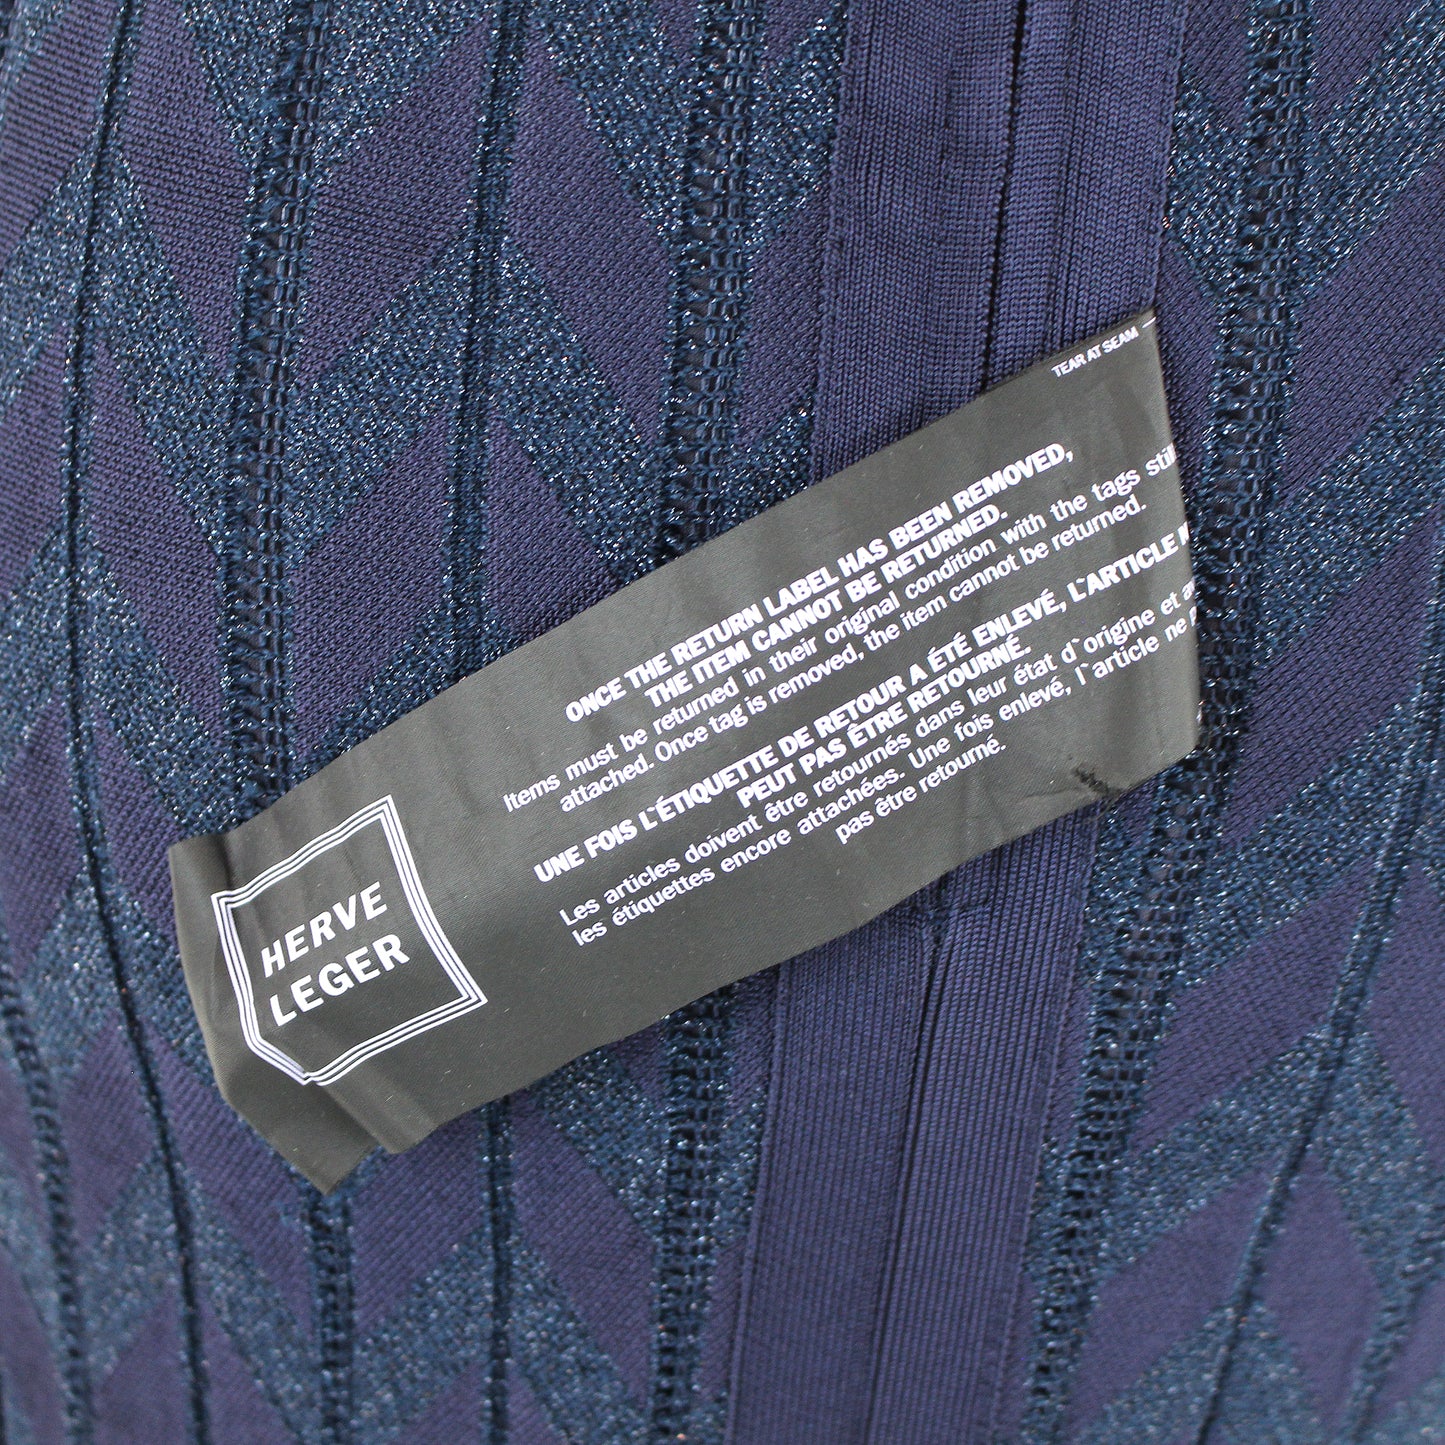 TEAR AT SEAM
ONCE THE RETURN LABEL HAS BEEN REMOVED,
THE ITEM CANNOT BE RETURNED.
Items must be returned in their original condition with the tags still
attached. Once tag is removed, the item cannot be returned.
UNE FOIS L`ÉTIQUETTE DE RETOUR A ÉTÉ ENLEVÉ, L`ARTICLE
PEUT PAS ÊTRE RETOURNÉ.
Les articles doivent être retournés dans leur état d`origine et
les étiquettes encore attachées. Une fois enlevé, l`article ne
pas être retourné.
HERVE
LEGER